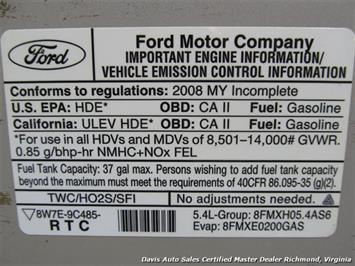 Ford
Ford Motor Company
IMPORTANT ENGINE INFORMATION/
VEHICLE EMISSION CONTROL INFORMATION
Conforms to regulations: 2008 MY Incomplete
U.S. EPA: HDE* OBD: CA II Fuel: Gasoline
California: ULEV HDE* OBD: CA II Fuel: Gasoline
*For use in all HDVs and MDVs of 8,501-14,000# GVWR.
0.85 g/bhp-hr NMHC+NOx FEL
Fuel Tank Capacity: 37 gal max. Persons wishing to add fuel tank capacity
beyond this maximum must meet the requirements of 40CFR 86.095-35 (g)(2).
TWC/HO2S/SFI No adjustments needed.
8W7E-9C485- 5.4L-Group: 8FMXH05.4AS6
RTC Evap: 8FMXE0200GAS
Davis Auto Sales Certified Master Dealer Richmond, Virginia